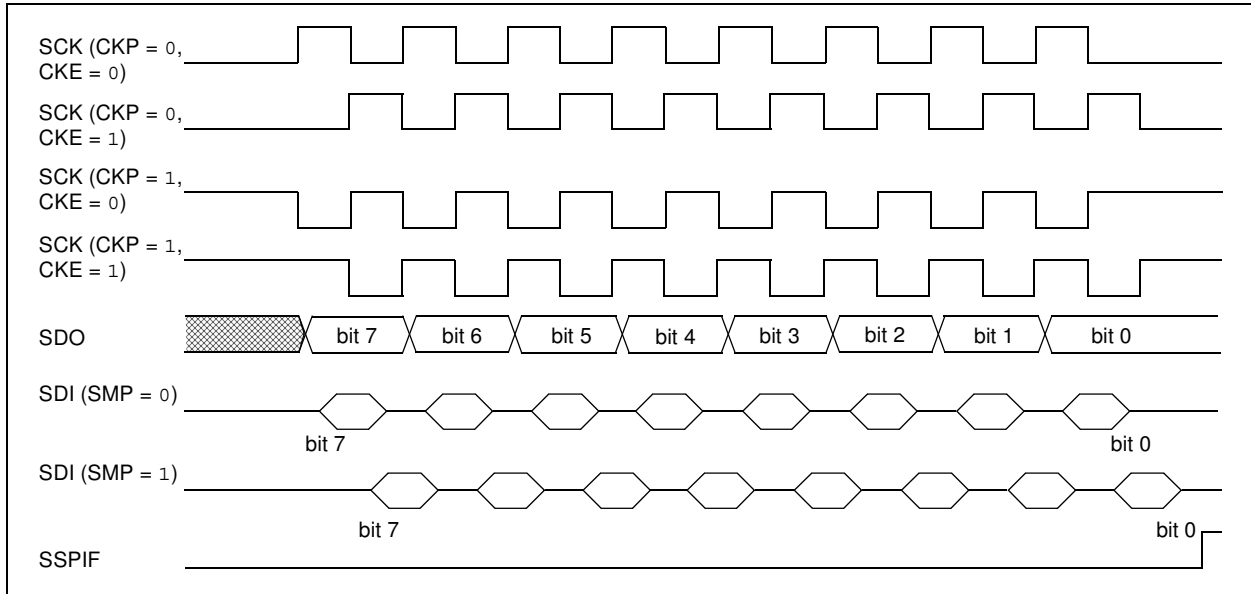 SCK (CKP = 0,
CKE = 0)
SCK (CKP = 0,
CKE = 1)
SCK (CKP = 1,
CKE = 0)
SCK (CKP = 1,
CKE = 1)
SDO
bit 7 bit 6 bit 5 bit 4 bit 3 bit 2 bit 1 bit 0
SDI (SMP = 0)
bit 7 bit 0
SDI (SMP = 1)
bit 7 bit 0
SSPIF